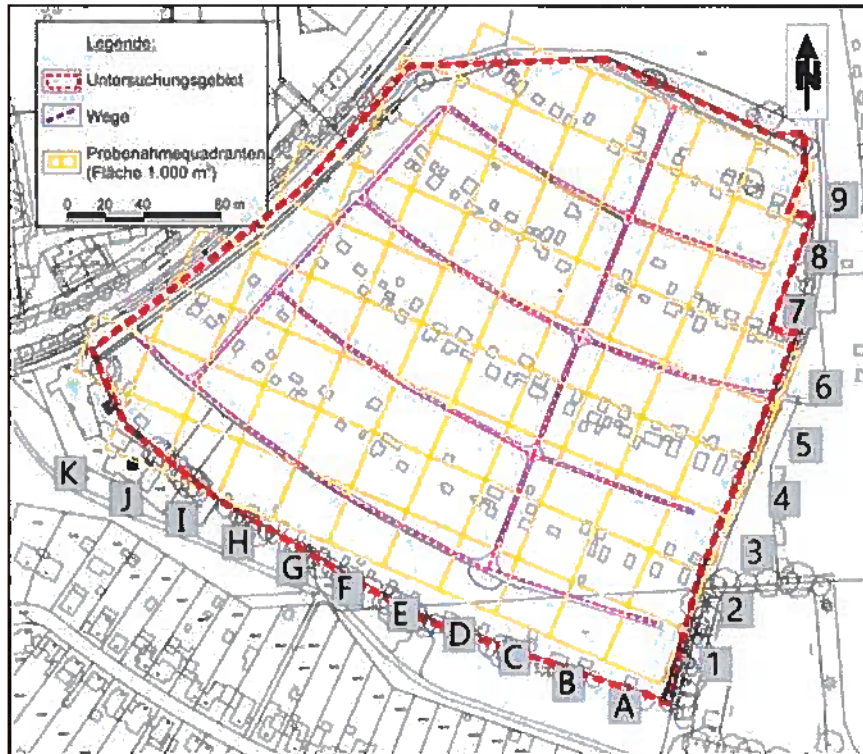 Legende:
Untersuchungsgebiet
Wege
Probenahmequadranten
(Fläche 1.000 m²)
0 20 40 80 m
N
9
8
7
6
5
4
3
2
1
K
J
I
H
G
F
E
D
C
B
A